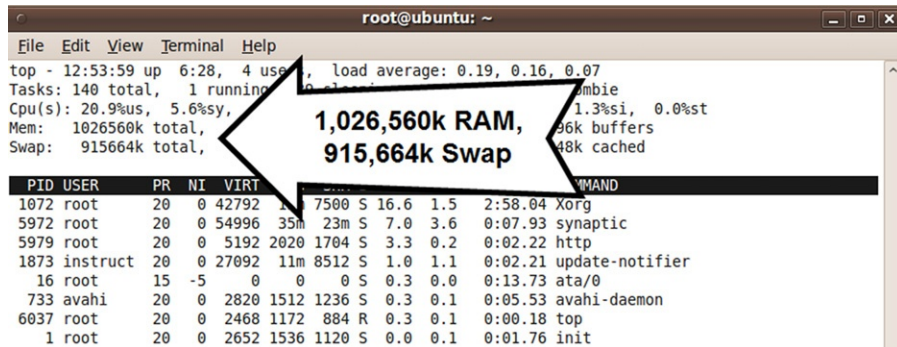 root@ubuntu: ~
File Edit View Terminal Help
top - 12:53:59 up 6:28, 4 users, load average: 0.19, 0.16, 0.07
Tasks: 140 total, 1 running
Cpu(s): 20.9%us, 5.6%sy, 1.3%si, 0.0%st
Mem: 1026560k total, 96k buffers
Swap: 915664k total, 48k cached
1,026,560k RAM,
915,664k Swap
PID USER PR NI VIRT
1072 root 20 0 42792 7500 S 16.6 1.5 2:58.04 Xorg
5972 root 20 0 54996 35m 23m S 7.0 3.6 0:07.93 synaptic
5979 root 20 0 5192 2020 1704 S 3.3 0.2 0:02.22 http
1873 instruct 20 0 27092 11m 8512 S 1.0 1.1 0:02.21 update-notifier
16 root 15 -5 0 0 0 S 0.3 0.0 0:13.73 ata/0
733 avahi 20 0 2820 1512 1236 S 0.3 0.1 0:05.53 avahi-daemon
6037 root 20 0 2468 1172 884 R 0.3 0.1 0:00.18 top
1 root 20 0 2652 1536 1120 S 0.0 0.1 0:01.76 init